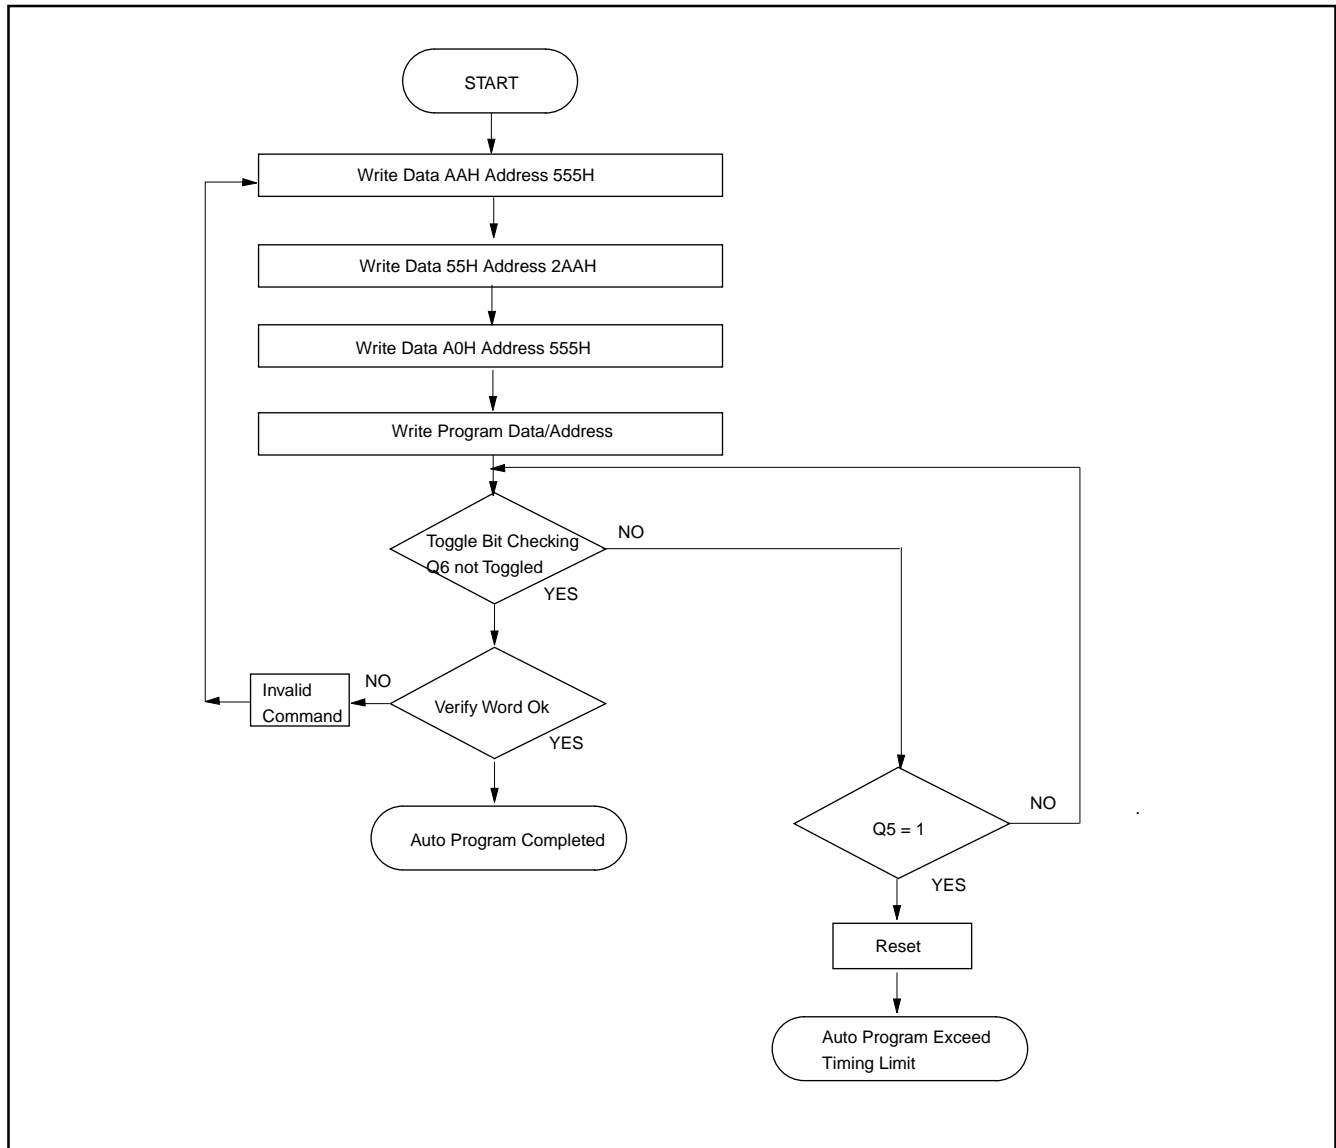 START
Write Data AAH Address 555H
Write Data 55H Address 2AAH
Write Data A0H Address 555H
Write Program Data/Address
Toggle Bit Checking
Q6 not Toggled
NO
YES
Invalid
Command
NO
Verify Word Ok
YES
Auto Program Completed
Q5 = 1
NO
.
YES
Reset
Auto Program Exceed
Timing Limit